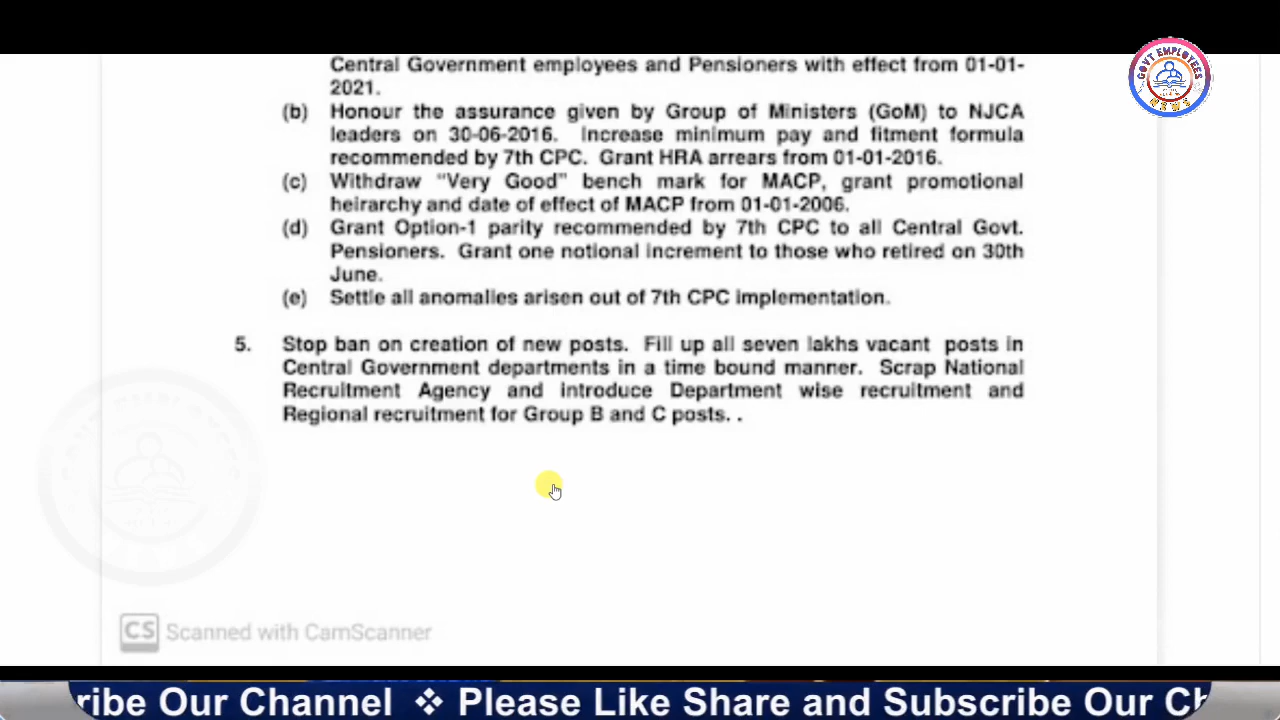 GOVT EMPLOYEES
NEWS
Central Government employees and Pensioners with effect from 01-01-
2021.
(b) Honour the assurance given by Group of Ministers (GoM) to NJCA
leaders on 30-06-2016. Increase minimum pay and fitment formula
recommended by 7th CPC. Grant HRA arrears from 01-01-2016.
(c) Withdraw "Very Good" bench mark for MACP, grant promotional
heirarchy and date of effect of MACP from 01-01-2006.
(d) Grant Option-1 parity recommended by 7th CPC to all Central Govt.
Pensioners. Grant one notional increment to those who retired on 30th
June.
(e) Settle all anomalies arisen out of 7th CPC implementation.
5. Stop ban on creation of new posts. Fill up all seven lakhs vacant posts in
Central Government departments in a time bound manner. Scrap National
Recruitment Agency and introduce Department wise recruitment and
Regional recruitment for Group B and C posts. .
CS Scanned with CamScanner
ribe Our Channel ❖ Please Like Share and Subscribe Our Ch